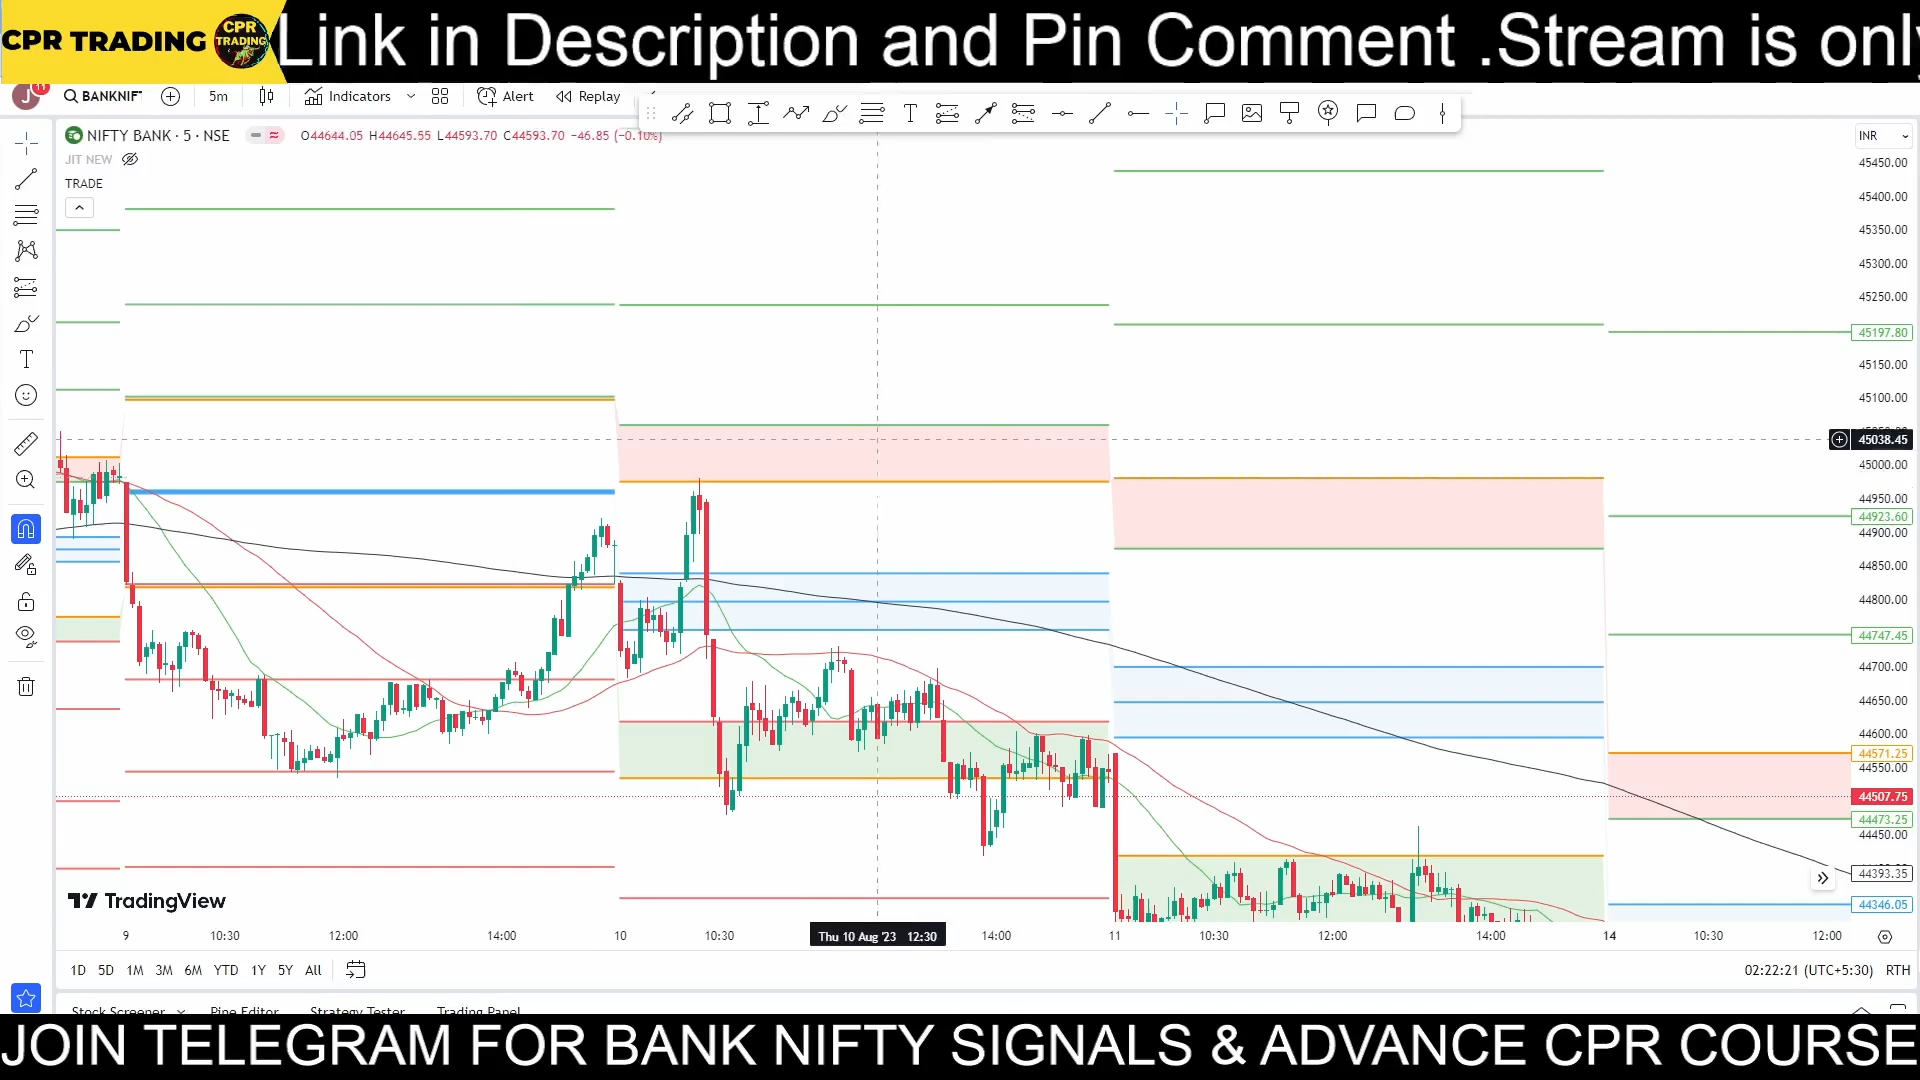 CPR TRADING
CPR
TRADING
Link in Description and Pin Comment .Stream is only
J
11
BANKNIFT
5m
Indicators
Alert
Replay
NIFTY BANK · 5 · NSE
O44644.05 H44645.55 L44593.70 C44593.70 −46.85 (−0.10%)
JIT NEW
TRADE
INR
45450.00
45400.00
45350.00
45300.00
45250.00
45197.80
45150.00
45100.00
45038.45
45000.00
44950.00
44923.60
44900.00
44850.00
44800.00
44747.45
44700.00
44650.00
44600.00
44571.25
44550.00
44507.75
44473.25
44450.00
44393.35
44346.05
TradingView
9 10:30 12:00 14:00 10 10:30 Thu 10 Aug '23 12:30 14:00 11 10:30 12:00 14:00 14 10:30 12:00
1D 5D 1M 3M 6M YTD 1Y 5Y All
02:22:21 (UTC+5:30) RTH
Stock Screener Pine Editor Strategy Tester Trading Panel
JOIN TELEGRAM FOR BANK NIFTY SIGNALS & ADVANCE CPR COURSE